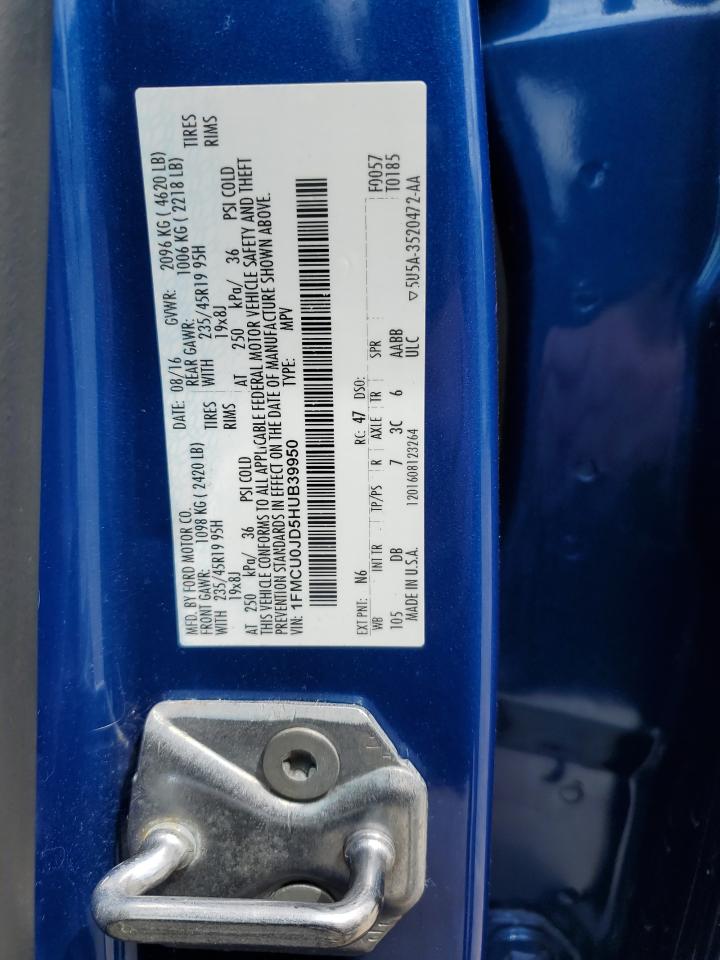 MFD. BY FORD MOTOR CO. DATE: 08/16 GVWR: 2096 KG ( 4620 LB)
FRONT GAWR: 1098 KG ( 2420 LB) REAR GAWR: 1006 KG ( 2218 LB)
WITH 235/45R19 95H TIRES WITH 235/45R19 95H TIRES
19x8J RIMS 19x8J RIMS
AT 250 kPa/ 36 PSI COLD AT 250 kPa/ 36 PSI COLD
THIS VEHICLE CONFORMS TO ALL APPLICABLE FEDERAL MOTOR VEHICLE SAFETY AND THEFT
PREVENTION STANDARDS IN EFFECT ON THE DATE OF MANUFACTURE SHOWN ABOVE.
VIN: 1FMCU0JD5HUB39950 TYPE: MPV
EXT PNT: N6 RC: 47 DSO: F0057
WB INT TR TP/PS R AXLE TR SPR T0185
105 DB 7 3C 6 AABB
MADE IN U.S.A. 1201608123264 ULC ▽5U5A-3520472-AA